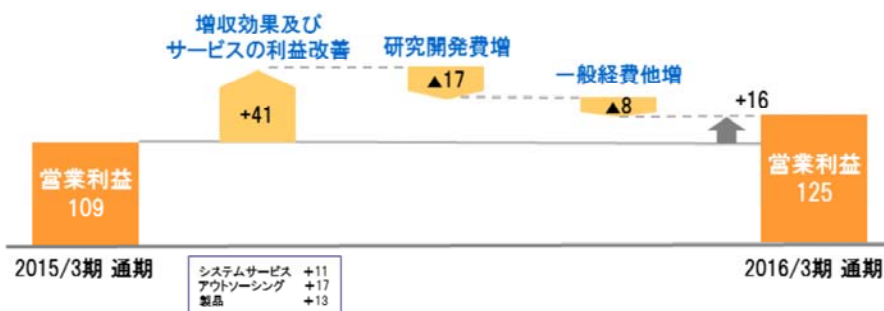 増収効果及び
サービスの利益改善
研究開発費増
一般経費他増
+41
▲17
▲8
+16
営業利益
109
営業利益
125
2015/3期 通期
2016/3期 通期
システムサービス +11
アウトソーシング +17
製品 +13